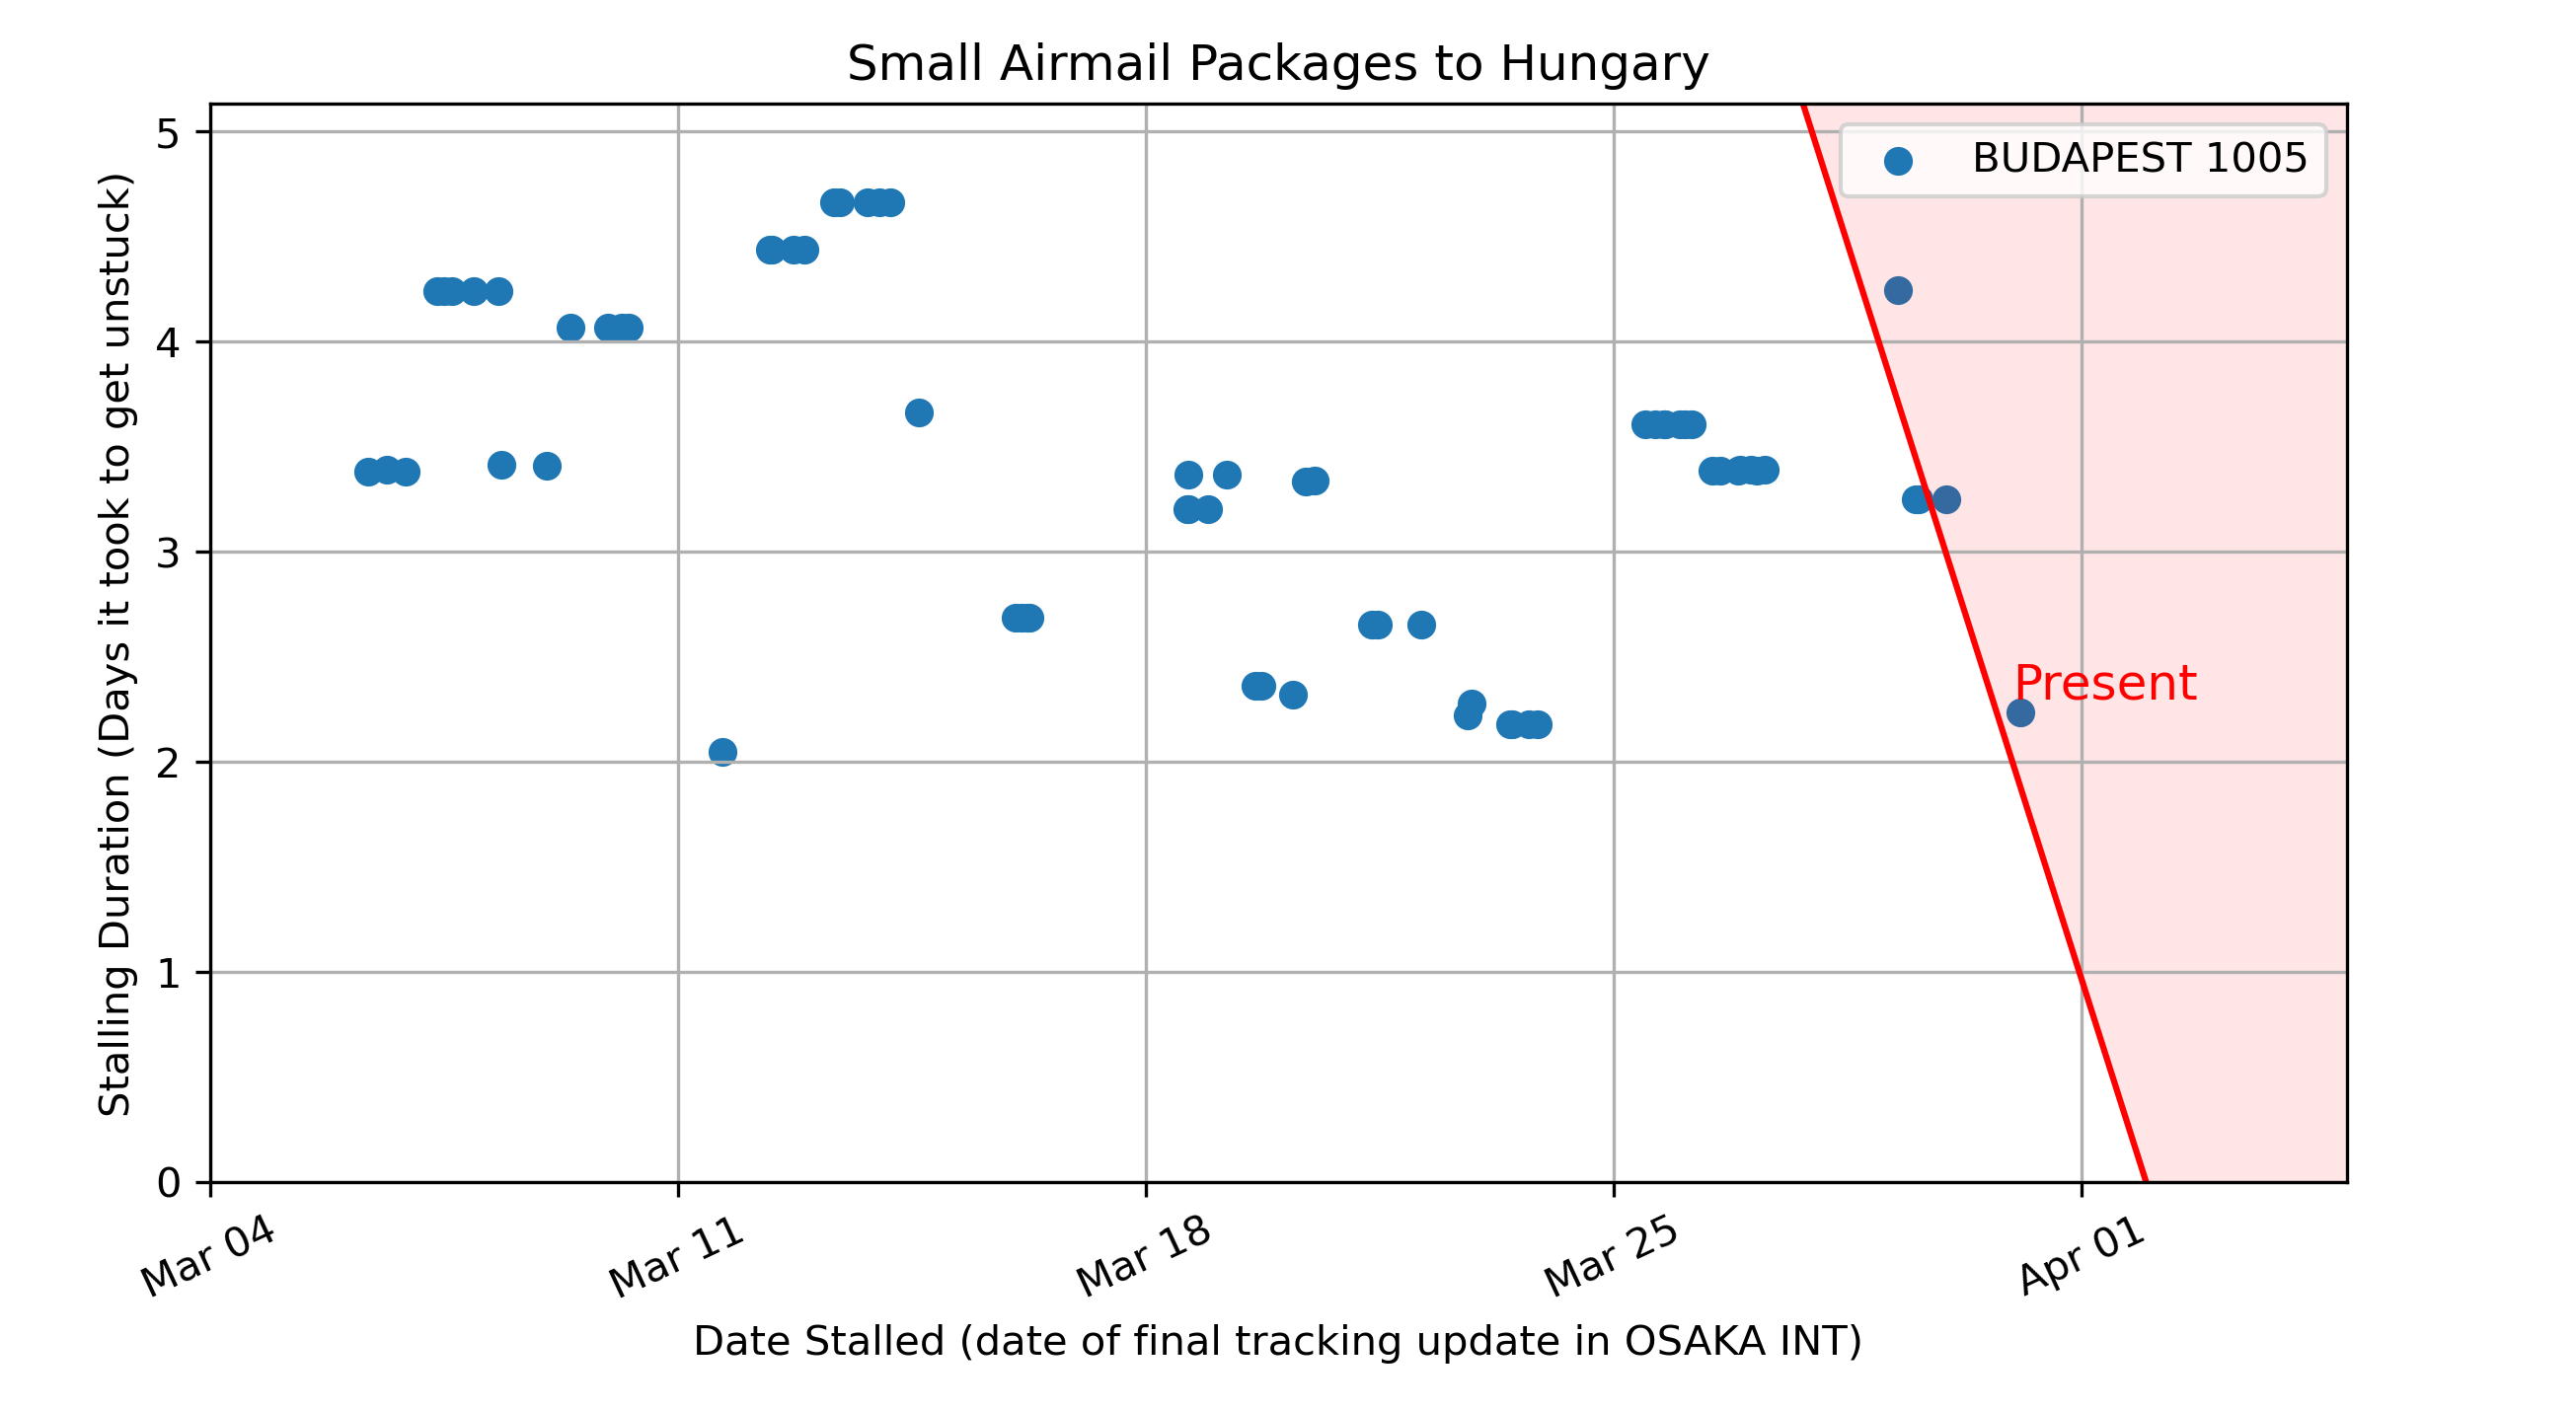 Small Airmail Packages to Hungary
Stalling Duration (Days it took to get unstuck)
5
4
3
2
1
0
BUDAPEST 1005
Present
Mar 04
Mar 11
Mar 18
Mar 25
Apr 01
Date Stalled (date of final tracking update in OSAKA INT)